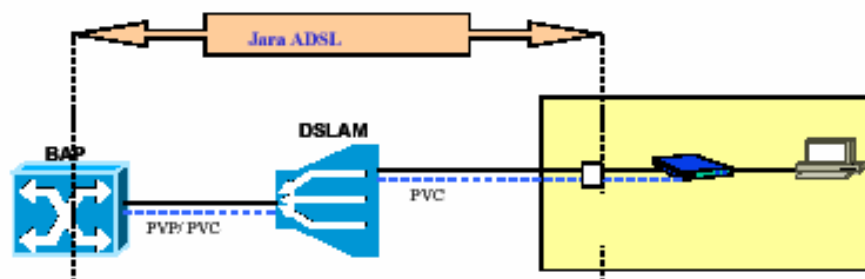 Jara ADSL
DSLAM
BAP
PVC
PVP/ PVC